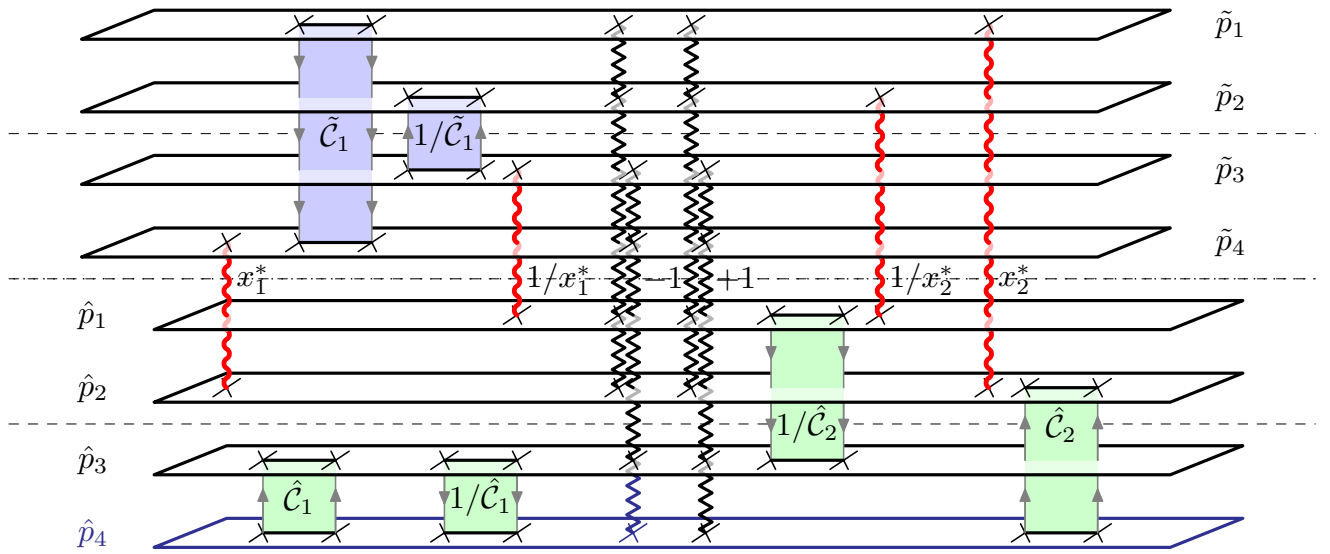 p̃₁
p̃₂
C̃₁
1/C̃₁
p̃₃
p̃₄
x₁*
1/x₁*
−1
+1
1/x₂*
x₂*
p̂₁
p̂₂
1/Ĉ₂
Ĉ₂
p̂₃
Ĉ₁
1/Ĉ₁
p̂₄